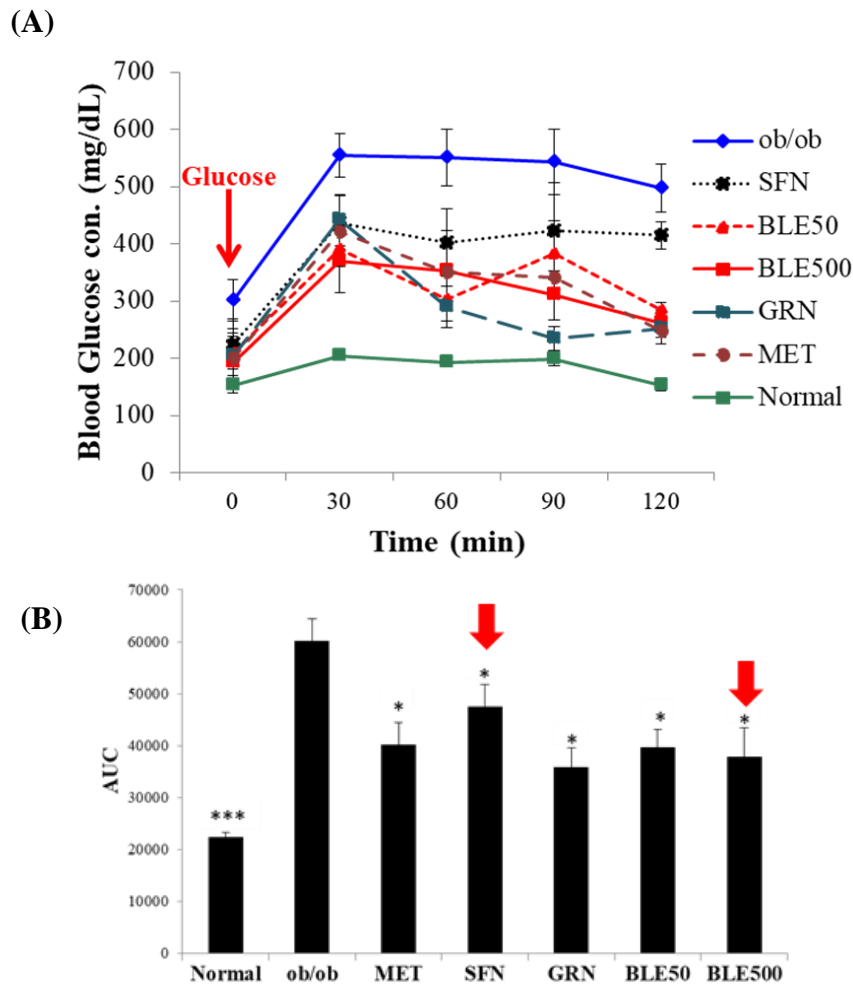 (A)
700
600
500
400
300
200
100
0
Blood Glucose con. (mg/dL)
Glucose
0 30 60 90 120
Time (min)
ob/ob
SFN
BLE50
BLE500
GRN
MET
Normal
(B)
70000
60000
50000
40000
30000
20000
10000
0
AUC
***
*
*
*
*
*
Normal ob/ob MET SFN GRN BLE50 BLE500